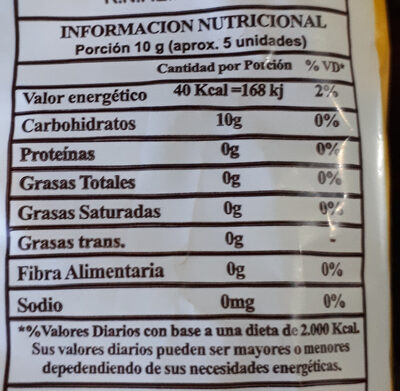 INFORMACION NUTRICIONAL
Porción 10 g (aprox. 5 unidades)
Cantidad por Potción % VD*
Valor energético 40 Kcal =168 kj 2%
Carbohidratos 10g 0%
Proteínas 0g 0%
Grasas Totales 0g 0%
Grasas Saturadas 0g 0%
Grasas trans. 0g -
Fibra Alimentaria 0g 0%
Sodio 0mg 0%
*%Valores Diarios con base a una dieta de 2.000 Kcal.
Sus valores diarios pueden ser mayores o menores
depedendiendo de sus necesidades energéticas.